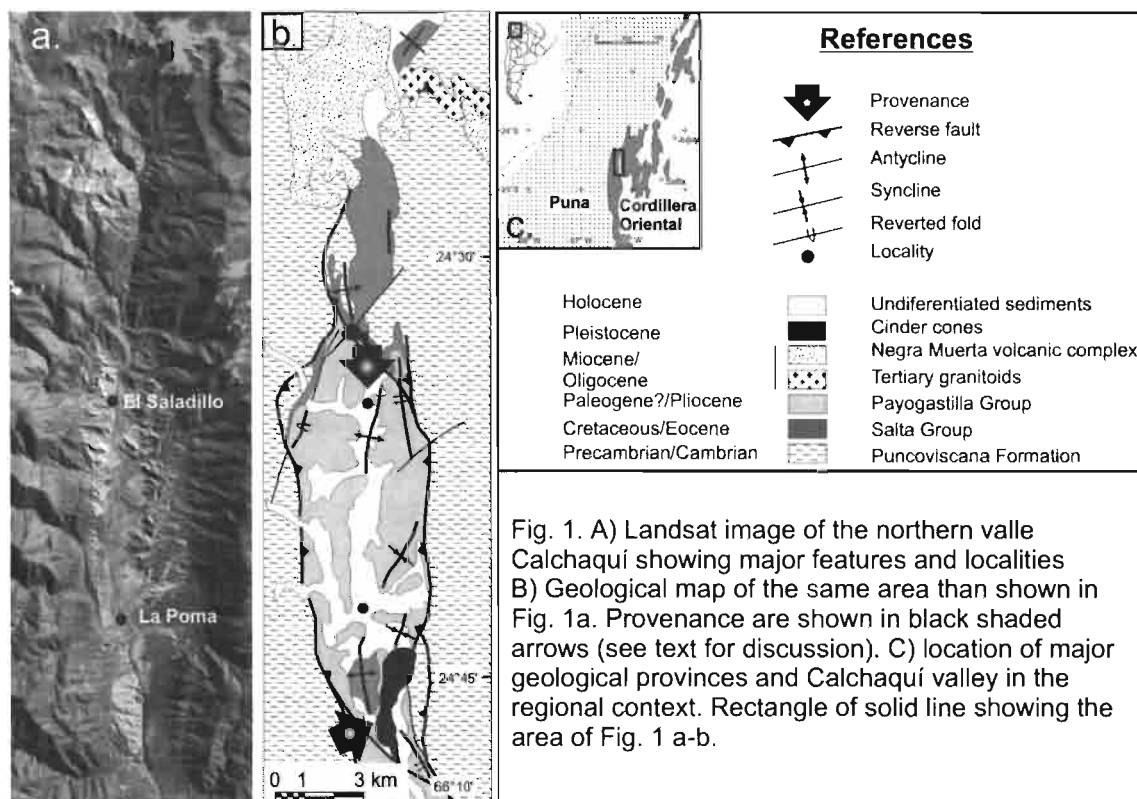 a.
El Saladillo
La Poma
b.
24°30'
24°45'
66°10'
0 1 3 km
Puna
Cordillera
Oriental
C
References
Provenance
Reverse fault
Antycline
Syncline
Reverted fold
Locality
Holocene
Undiferentiated sediments
Pleistocene
Cinder cones
Miocene/
Oligocene
Negra Muerta volcanic complex
Tertiary granitoids
Paleogene?/Pliocene
Payogastilla Group
Cretaceous/Eocene
Salta Group
Precambrian/Cambrian
Puncoviscana Formation
Fig. 1. A) Landsat image of the northern valle
Calchaquí showing major features and localities
B) Geological map of the same area than shown in
Fig. 1a. Provenance are shown in black shaded
arrows (see text for discussion). C) location of major
geological provinces and Calchaquí valley in the
regional context. Rectangle of solid line showing the
area of Fig. 1 a-b.